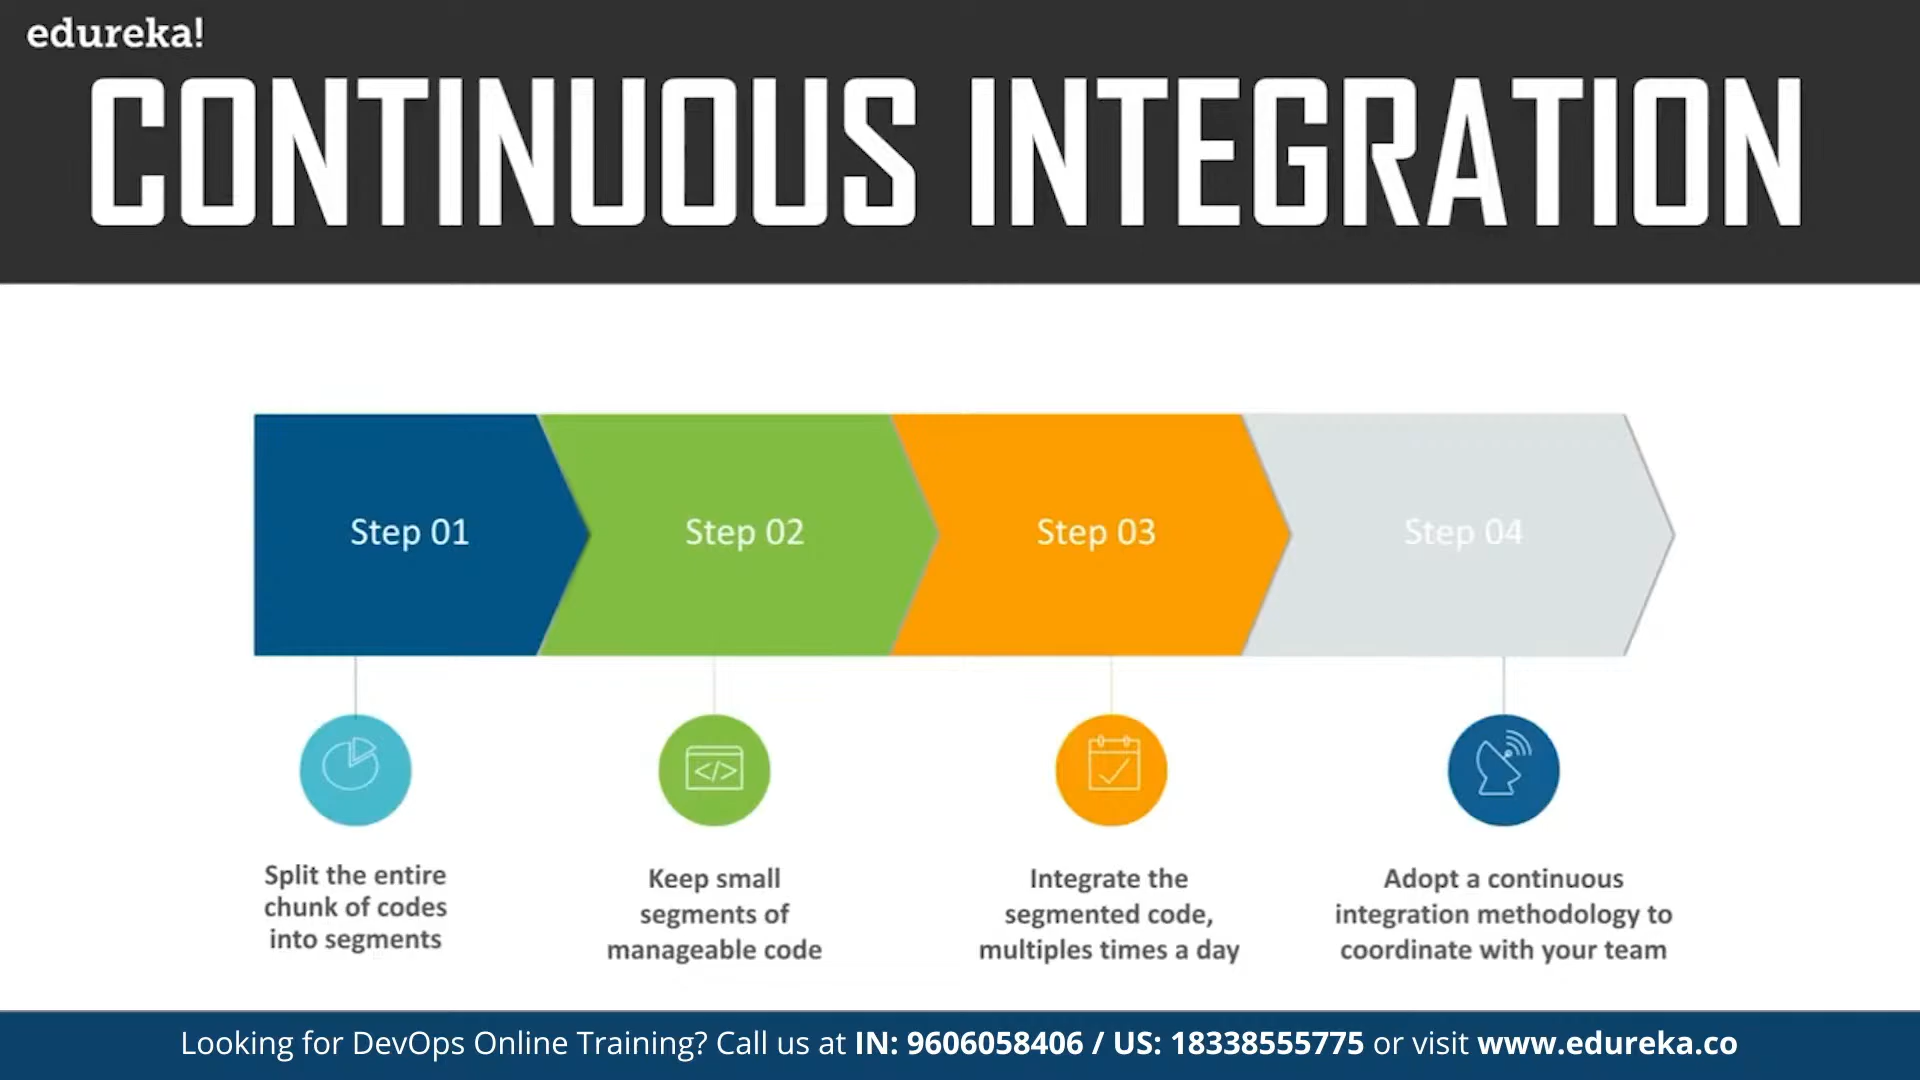 edureka!
CONTINUOUS INTEGRATION
Step 01
Step 02
Step 03
Step 04
</>
Split the entire
chunk of codes
into segments
Keep small
segments of
manageable code
Integrate the
segmented code,
multiples times a day
Adopt a continuous
integration methodology to
coordinate with your team
Looking for DevOps Online Training? Call us at IN: 9606058406 / US: 18338555775 or visit www.edureka.co